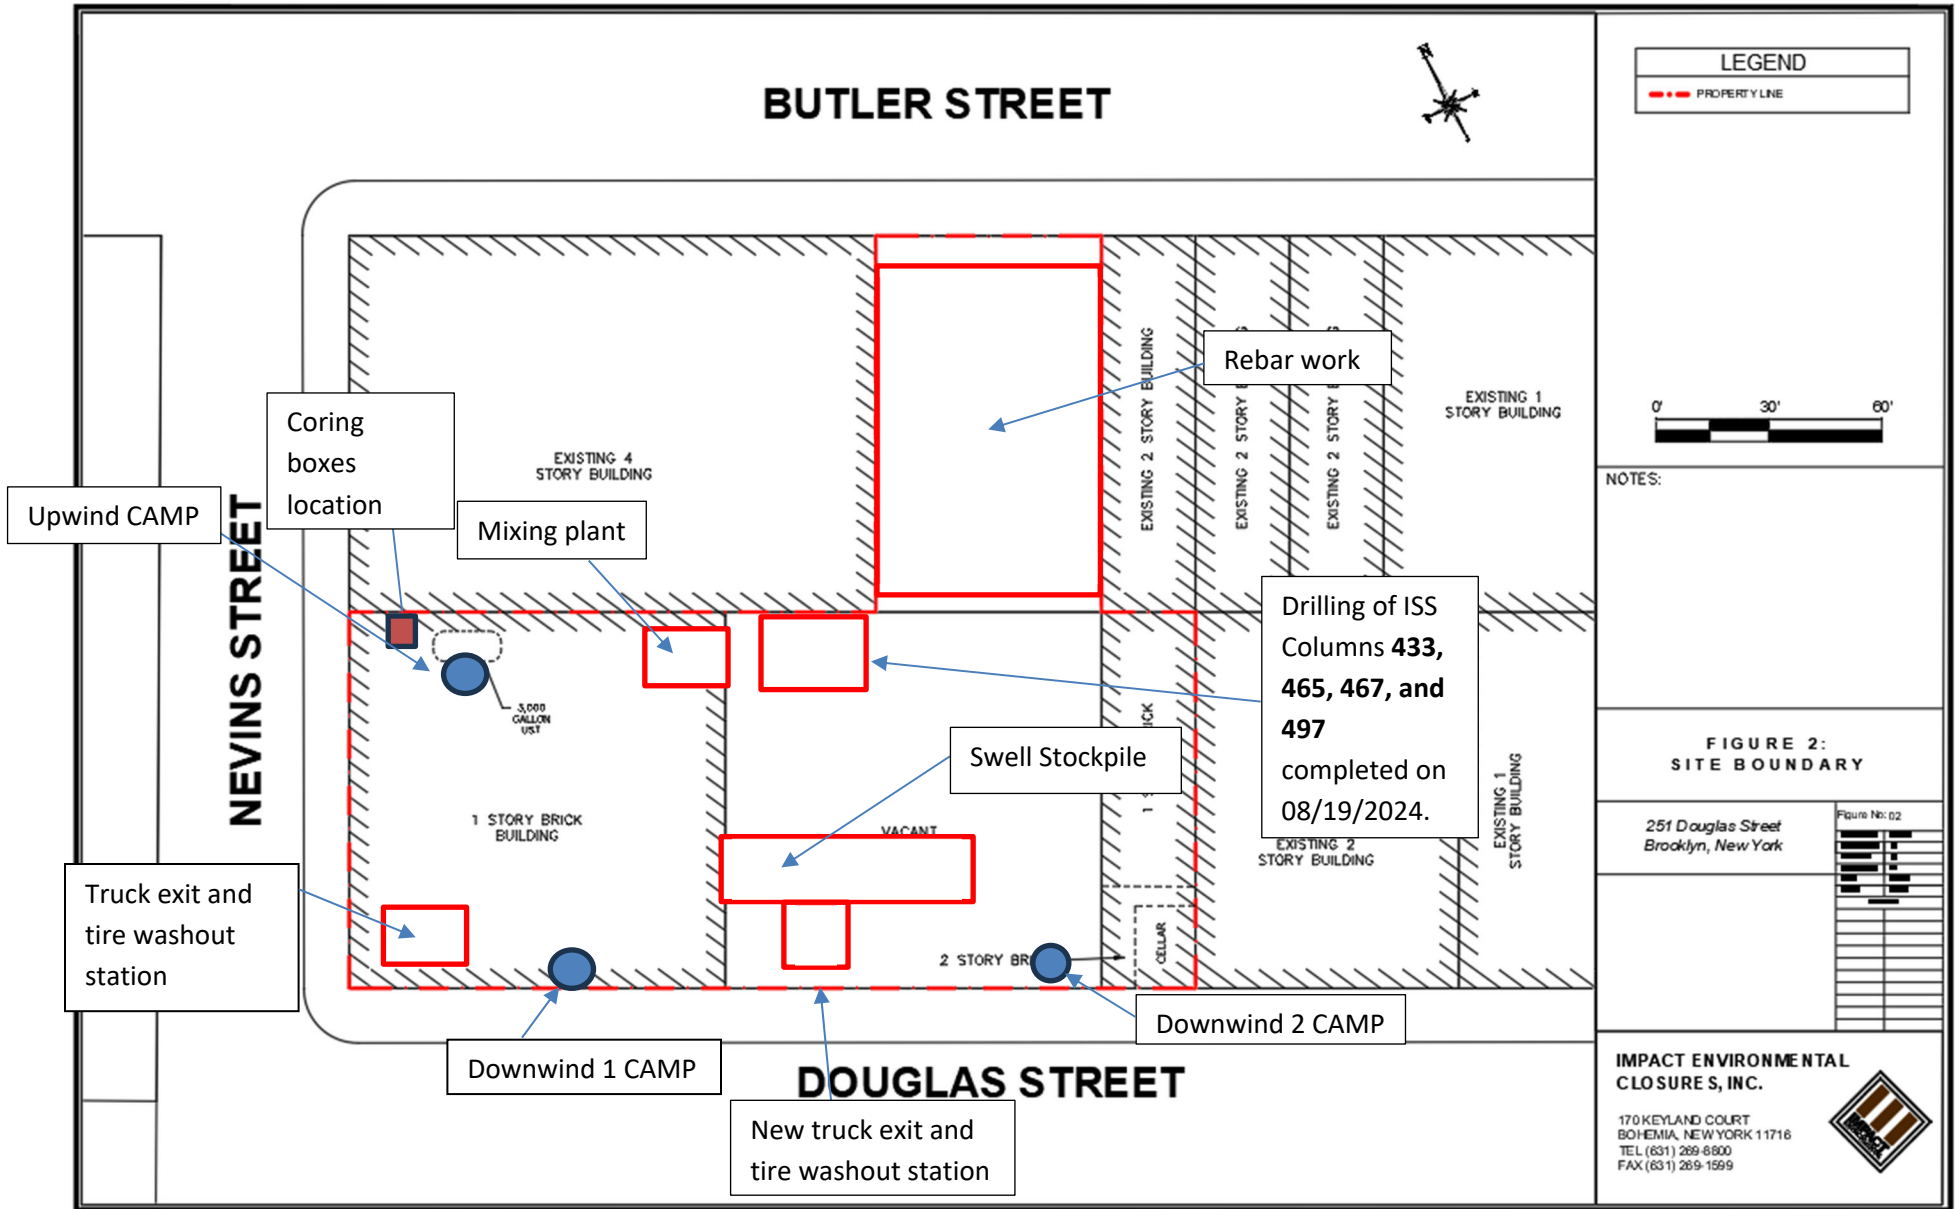 BUTLER STREET
N
LEGEND
PROPERTY LINE
Rebar work
EXISTING 2 STORY BUILDING
EXISTING 2 STORY
EXISTING 2 STORY
EXISTING 1
STORY BUILDING
0' 30' 60'
Coring
boxes
location
EXISTING 4
STORY BUILDING
NOTES:
Upwind CAMP
Mixing plant
NEVINS STREET
Drilling of ISS
Columns 433,
465, 467, and
497
completed on
08/19/2024.
3,000
GALLON
UST
Swell Stockpile
1 STORY BRICK
BUILDING
VACANT
EXISTING 2
STORY BUILDING
EXISTING 1
STORY BUILDING
FIGURE 2:
SITE BOUNDARY
251 Douglas Street
Brooklyn, New York
Figure No: 02
Truck exit and
tire washout
station
2 STORY BR
CELLAR
Downwind 2 CAMP
Downwind 1 CAMP
DOUGLAS STREET
New truck exit and
tire washout station
IMPACT ENVIRONMENTAL
CLOSURES, INC.
170 KEYLAND COURT
BOHEMIA, NEW YORK 11716
TEL (631) 269-8800
FAX (631) 269-1599
IMPACT